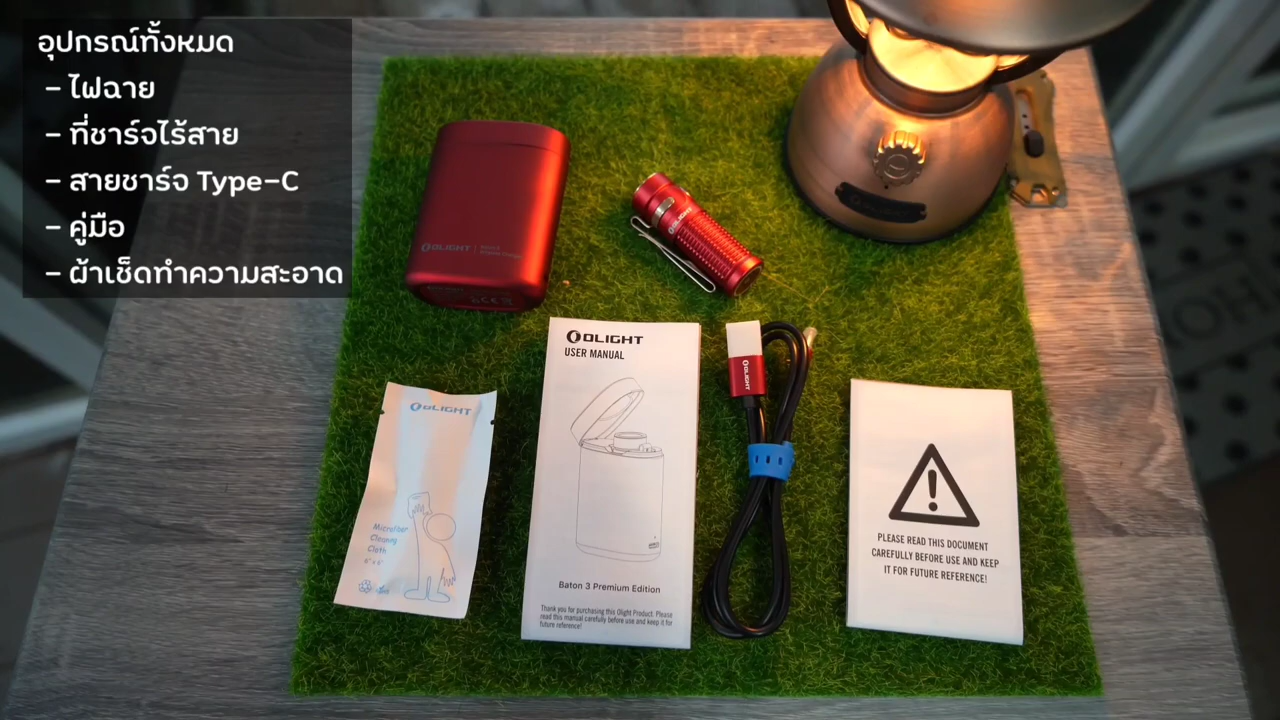 อุปกรณ์ทั้งหมด
- ไฟฉาย
- ที่ชาร์จไร้สาย
- สายชาร์จ Type-C
- คู่มือ
- ผ้าเช็ดทำความสะอาด
OLIGHT
OLIGHT
OLIGHT
OLIGHT
USER MANUAL
Baton 3 Premium Edition
Thank you for purchasing this Olight Product. Please
read this manual carefully before use and keep it for
future reference!
OLIGHT
OLIGHT
Microfiber
Cleaning
Cloth
PLEASE READ THIS DOCUMENT
CAREFULLY BEFORE USE AND KEEP
IT FOR FUTURE REFERENCE!